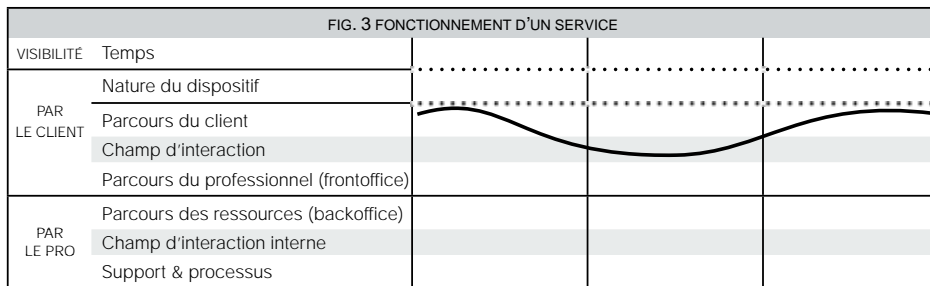 FIG. 3 FONCTIONNEMENT D'UN SERVICE
VISIBILITÉ Temps
PAR LE CLIENT
Nature du dispositif
Parcours du client
Champ d'interaction
Parcours du professionnel (frontoffice)
PAR LE PRO
Parcours des ressources (backoffice)
Champ d'interaction interne
Support & processus